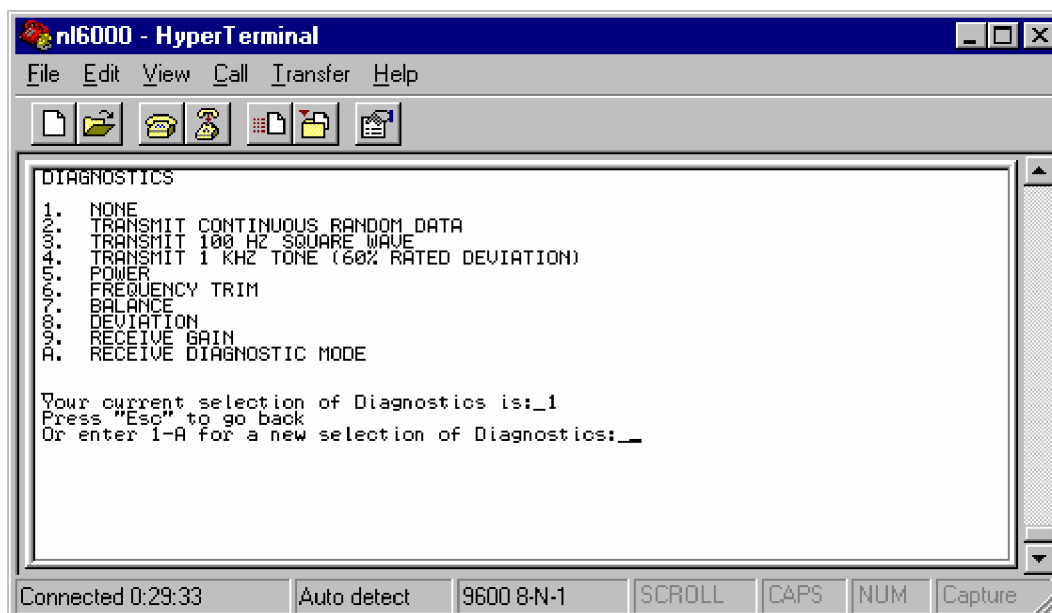 nl6000 - HyperTerminal
File Edit View Call Transfer Help
DIAGNOSTICS
1. NONE
2. TRANSMIT CONTINUOUS RANDOM DATA
3. TRANSMIT 100 HZ SQUARE WAVE
4. TRANSMIT 1 KHZ TONE (60% RATED DEVIATION)
5. POWER
6. FREQUENCY TRIM
7. BALANCE
8. DEVIATION
9. RECEIVE GAIN
A. RECEIVE DIAGNOSTIC MODE
Your current selection of Diagnostics is:_1
Press "Esc" to go back
Or enter 1-A for a new selection of Diagnostics:_
Connected 0:29:33 Auto detect 9600 8-N-1 SCROLL CAPS NUM Capture